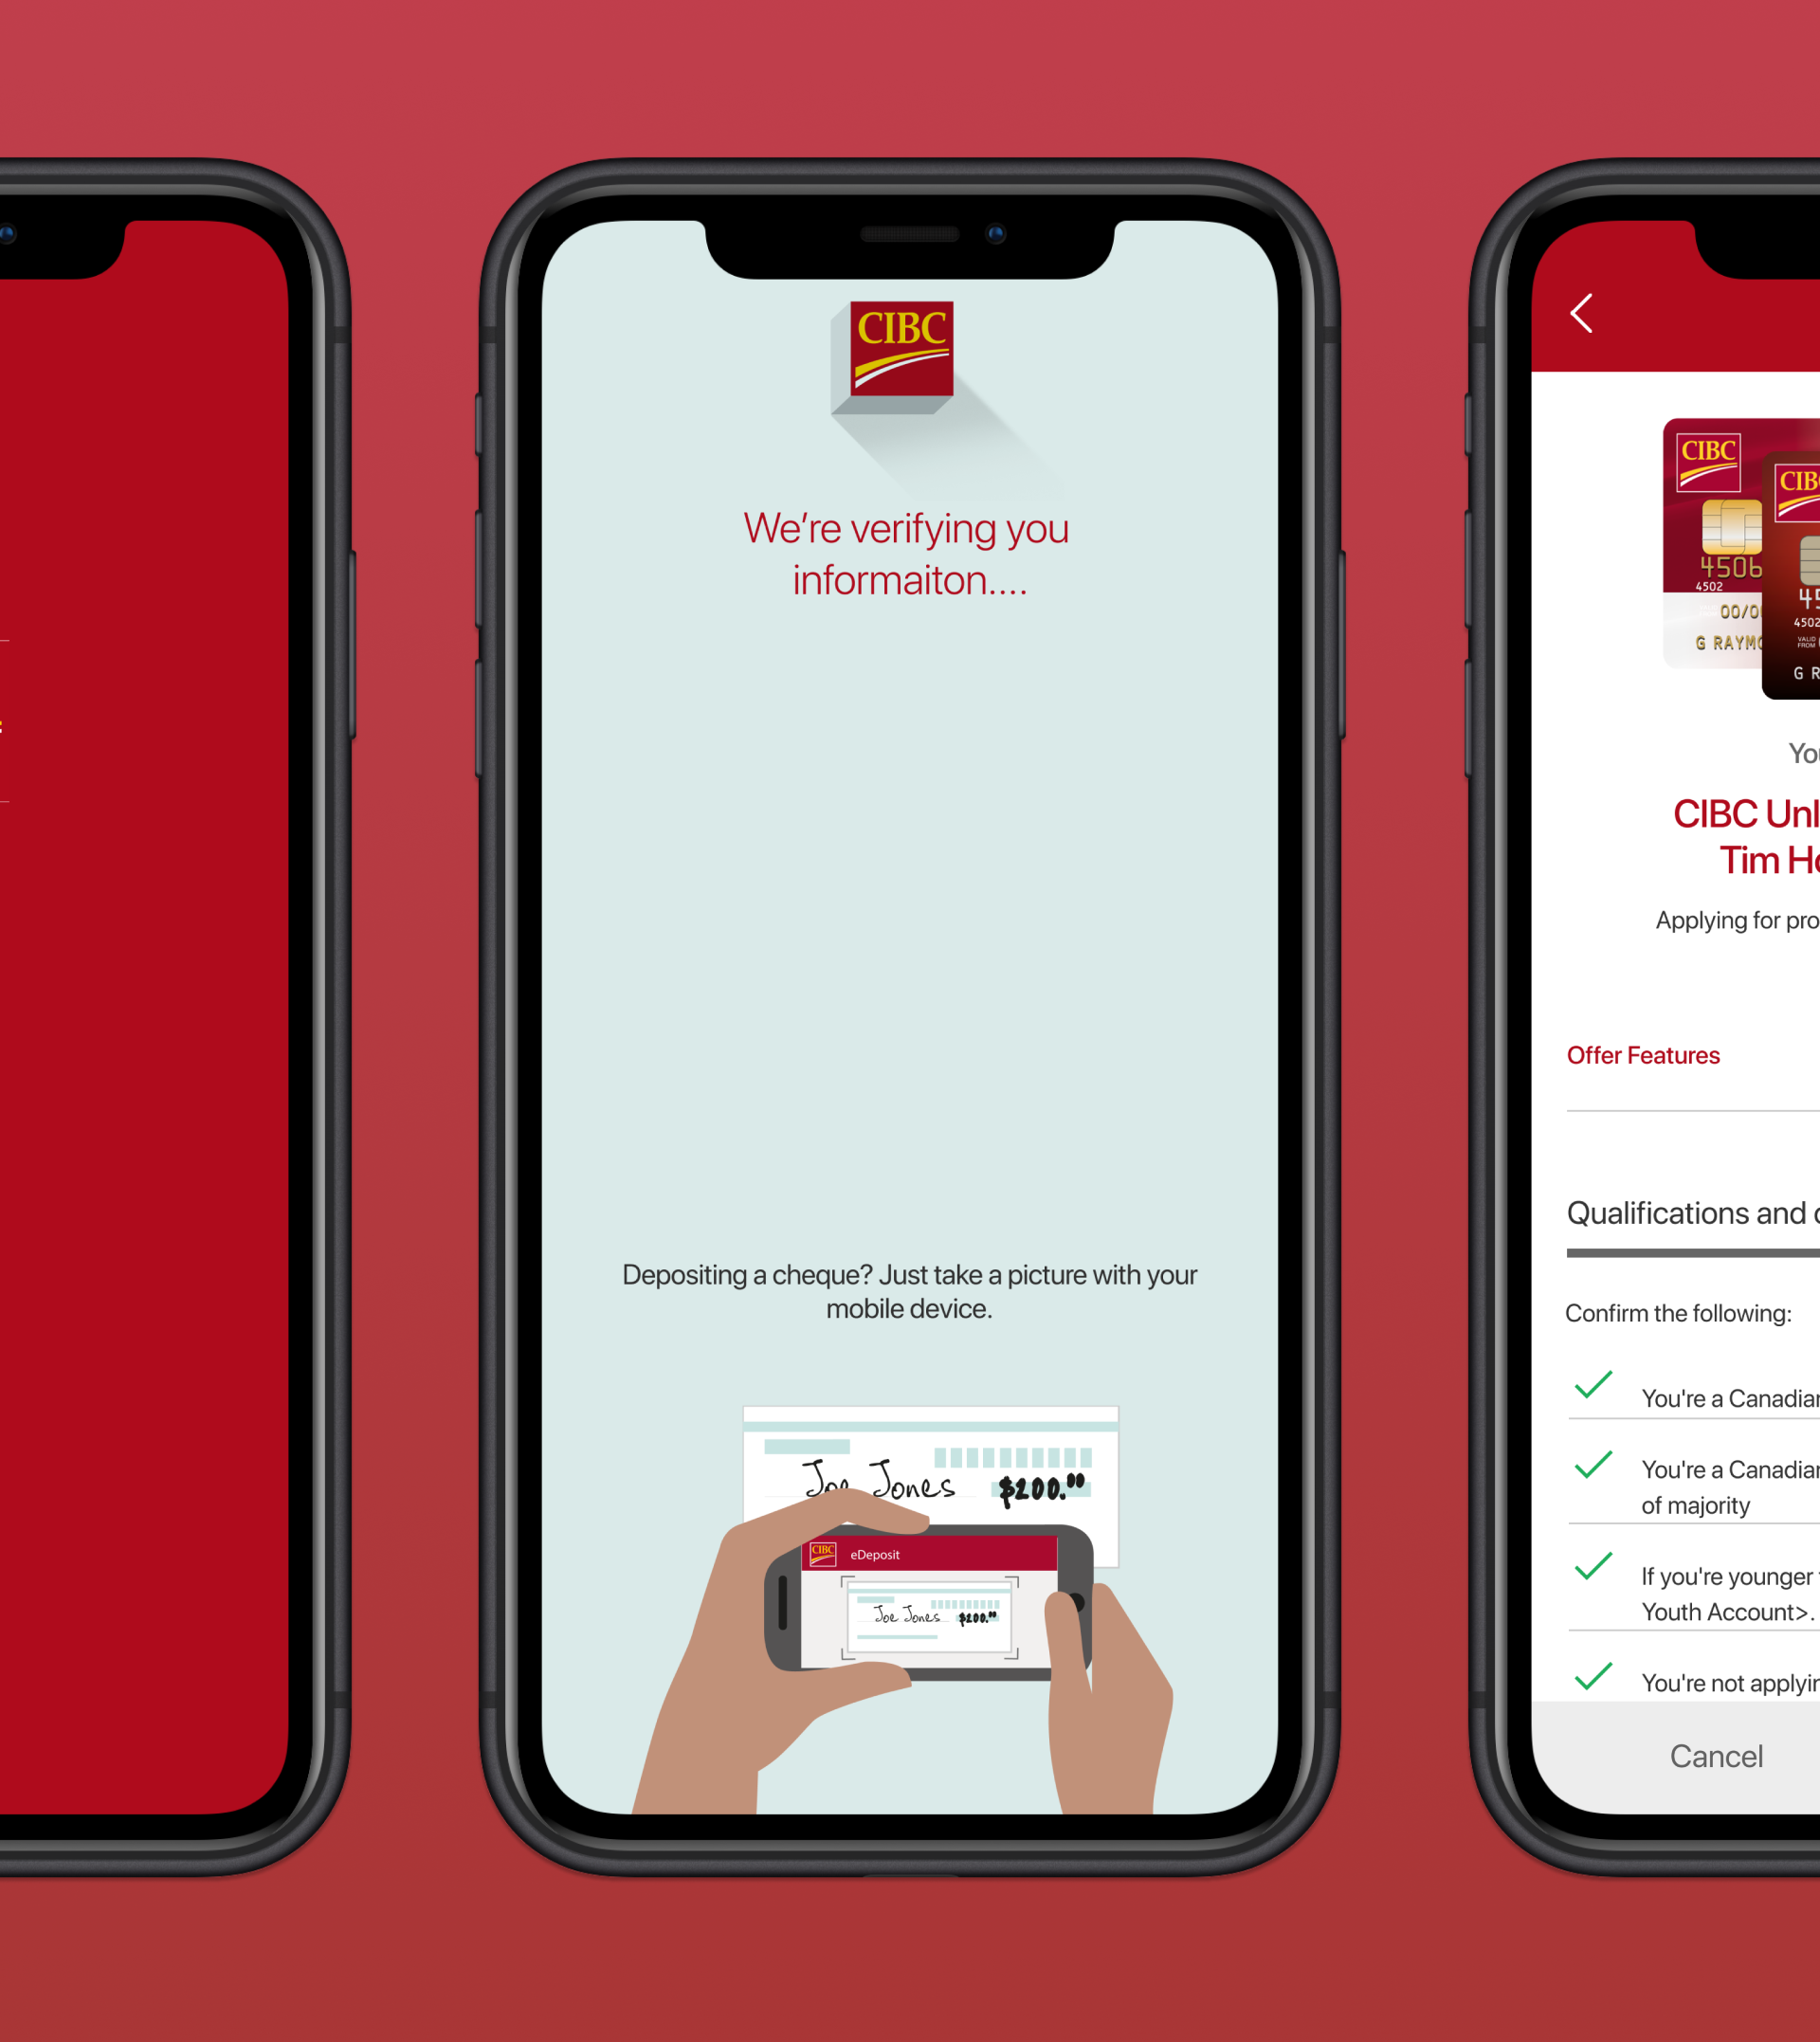 CIBC
We're verifying you
informaiton....
Depositing a cheque? Just take a picture with your
mobile device.
Joe Jones $200.00
CIBC eDeposit
Joe Jones $200.00
CIBC
4506
4502
00/0
G RAYMO
CIB
45
4502
VALID
FROM
G R
You
CIBC Unl
Tim Ho
Applying for pro
Offer Features
Qualifications and c
Confirm the following:
You're a Canadian
You're a Canadian
of majority
If you're younger
Youth Account>.
You're not applyin
Cancel